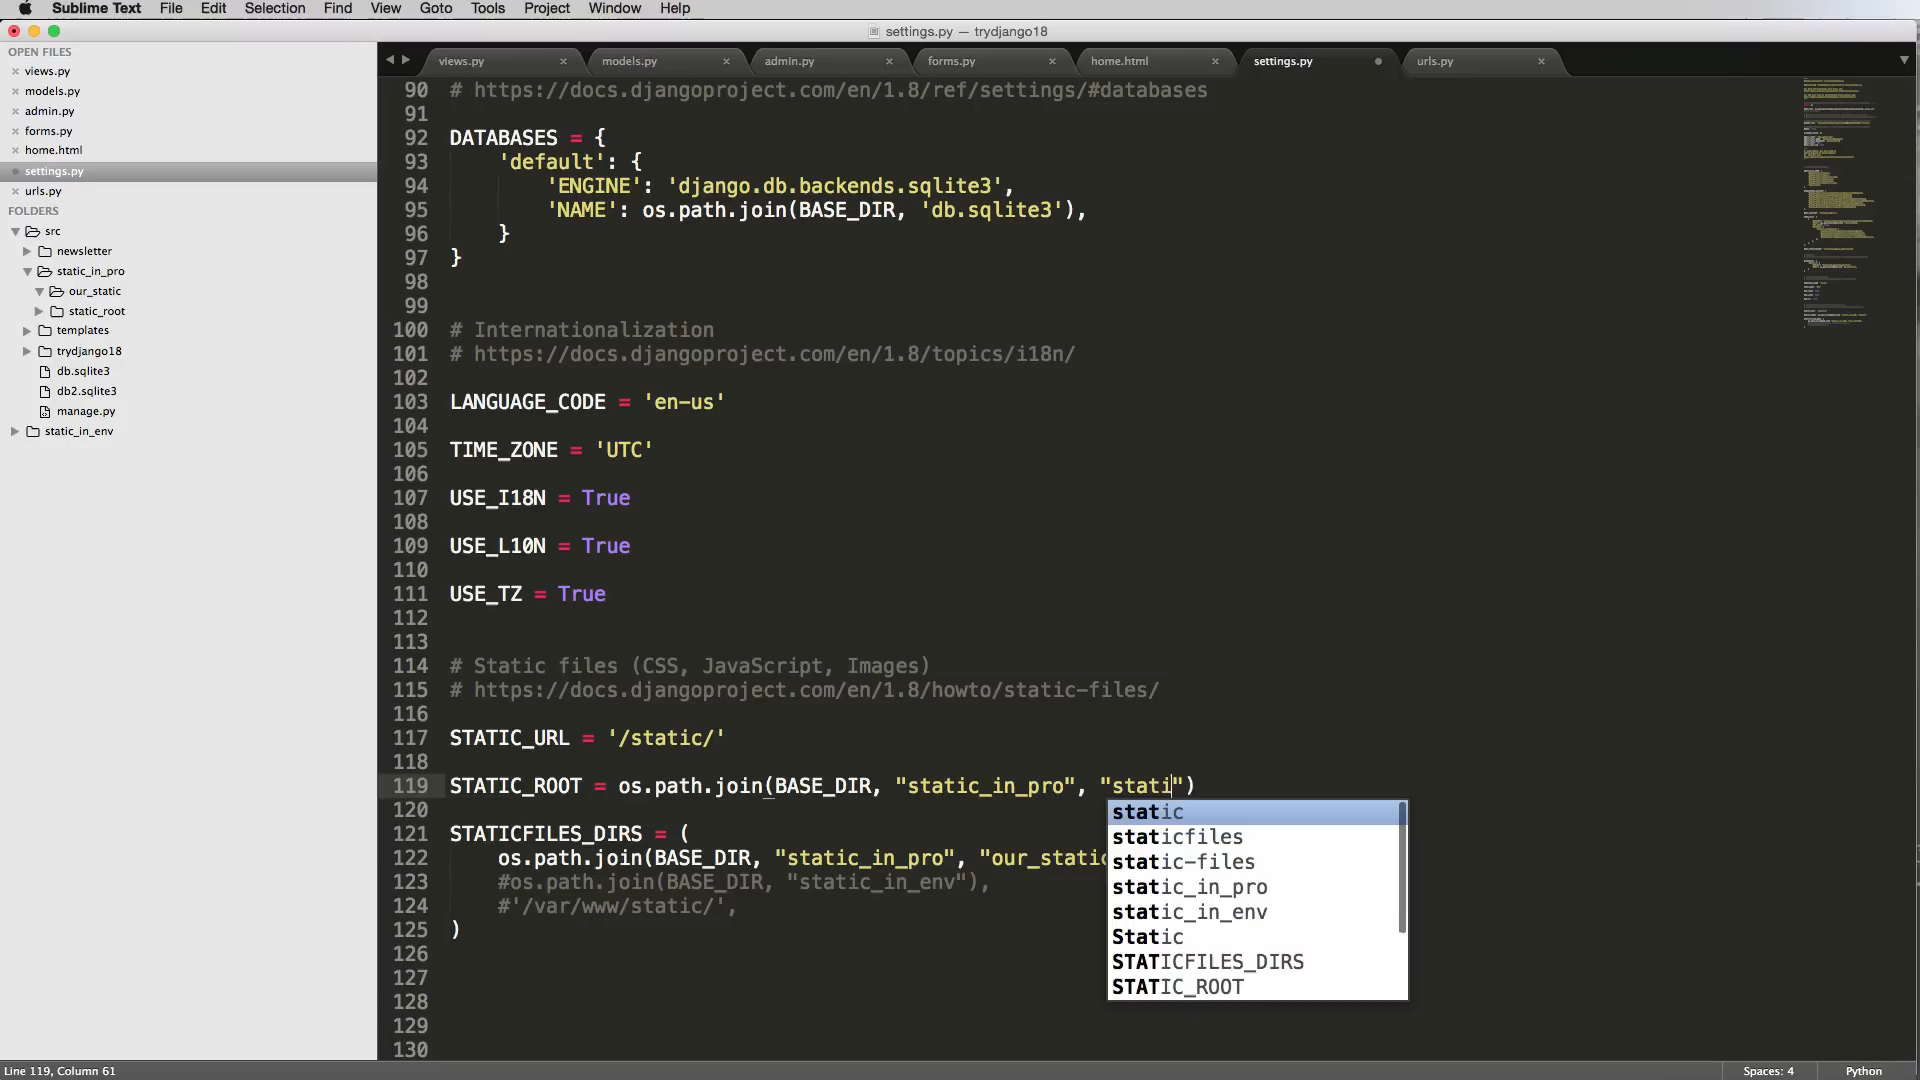 Sublime Text File Edit Selection Find View Goto Tools Project Window Help
settings.py — trydjango18
OPEN FILES
views.py
models.py
admin.py
forms.py
home.html
settings.py
urls.py
FOLDERS
src
newsletter
static_in_pro
our_static
static_root
templates
trydjango18
db.sqlite3
db2.sqlite3
manage.py
static_in_env
views.py models.py admin.py forms.py home.html settings.py urls.py
90 # https://docs.djangoproject.com/en/1.8/ref/settings/#databases
91
92 DATABASES = {
93 'default': {
94 'ENGINE': 'django.db.backends.sqlite3',
95 'NAME': os.path.join(BASE_DIR, 'db.sqlite3'),
96 }
97 }
98
99
100 # Internationalization
101 # https://docs.djangoproject.com/en/1.8/topics/i18n/
102
103 LANGUAGE_CODE = 'en-us'
104
105 TIME_ZONE = 'UTC'
106
107 USE_I18N = True
108
109 USE_L10N = True
110
111 USE_TZ = True
112
113
114 # Static files (CSS, JavaScript, Images)
115 # https://docs.djangoproject.com/en/1.8/howto/static-files/
116
117 STATIC_URL = '/static/'
118
119 STATIC_ROOT = os.path.join(BASE_DIR, "static_in_pro", "stati")
120
121 STATICFILES_DIRS = (
122 os.path.join(BASE_DIR, "static_in_pro", "our_static
123 #os.path.join(BASE_DIR, "static_in_env"),
124 #'/var/www/static/',
125 )
126
127
128
129
130
static
staticfiles
static-files
static_in_pro
static_in_env
Static
STATICFILES_DIRS
STATIC_ROOT
Line 119, Column 61
Spaces: 4 Python